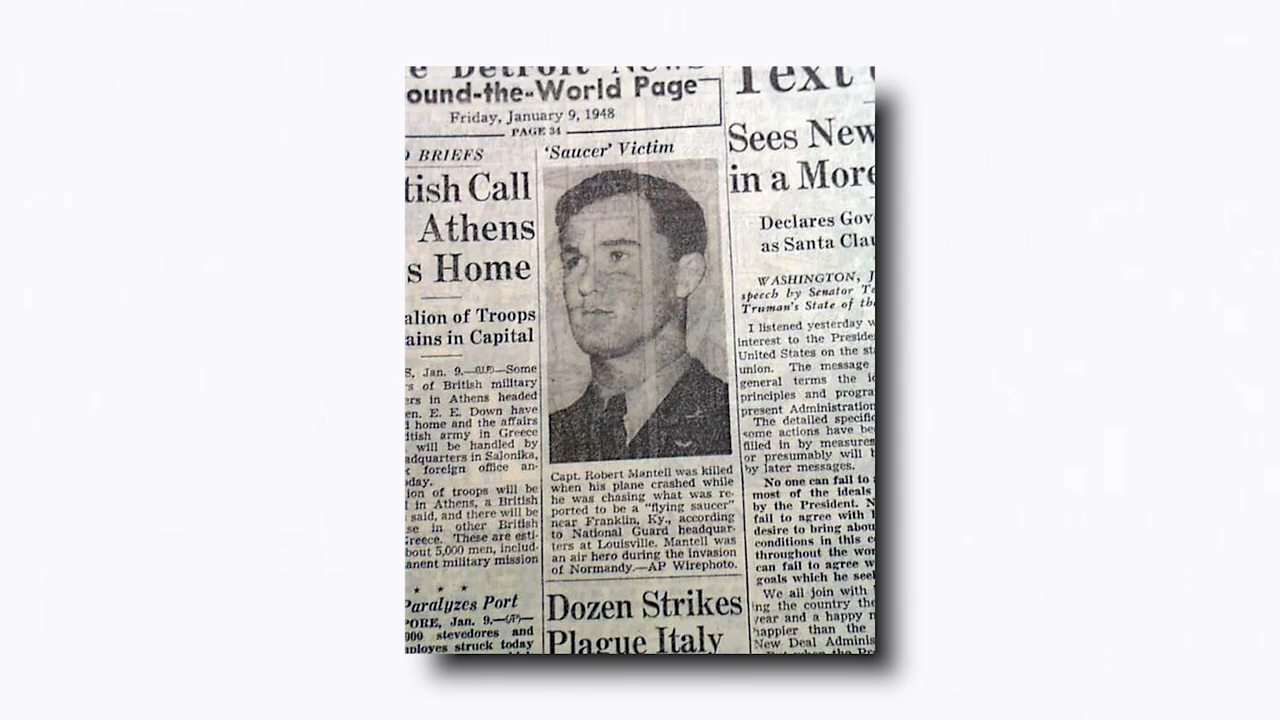 e Detroit News
ound-the-World Page
Friday, January 9, 1948
PAGE 34
BRIEFS
tish Call
Athens
s Home
alion of Troops
ains in Capital
S, Jan. 9.—(U.P.)—Some
s of British military
ers in Athens headed
en. E. E. Down have
home and the affairs
itish army in Greece
will be handled by
adquarters in Salonika,
foreign office an-
oday.
ion of troops will be
in Athens, a British
said, and there will be
se in other British
Greece. These are esti-
bout 5,000 men, includ-
anent military mission
* * *
Paralyzes Port
PORE, Jan. 9.—(AP)—
000 stevedores and
mployes struck today
'Saucer' Victim
Capt. Robert Mantell was killed
when his plane crashed while
he was chasing what was re-
ported to be a "flying saucer"
near Franklin, Ky., according
to National Guard headquar-
ters at Louisville. Mantell was
an air hero during the invasion
of Normandy.—AP Wirephoto.
Dozen Strikes
Plague Italy
Text
Sees New
in a More
Declares Gov
as Santa Clau
WASHINGTON, J
speech by Senator Ta
Truman's State of the
I listened yesterday w
interest to the Preside
United States on the st
union. The message
general terms the id
principles and progra
present Administration
The detailed specific
some actions have be
filled in by measures
or presumably will b
by later messages.
No one can fail to
most of the ideals
by the President. N
fail to agree with h
desire to bring abou
conditions in this c
throughout the wor
can fail to agree w
goals which he seek
We all join with
ing the country the
year and a happy n
happier than the
New Deal Adminis